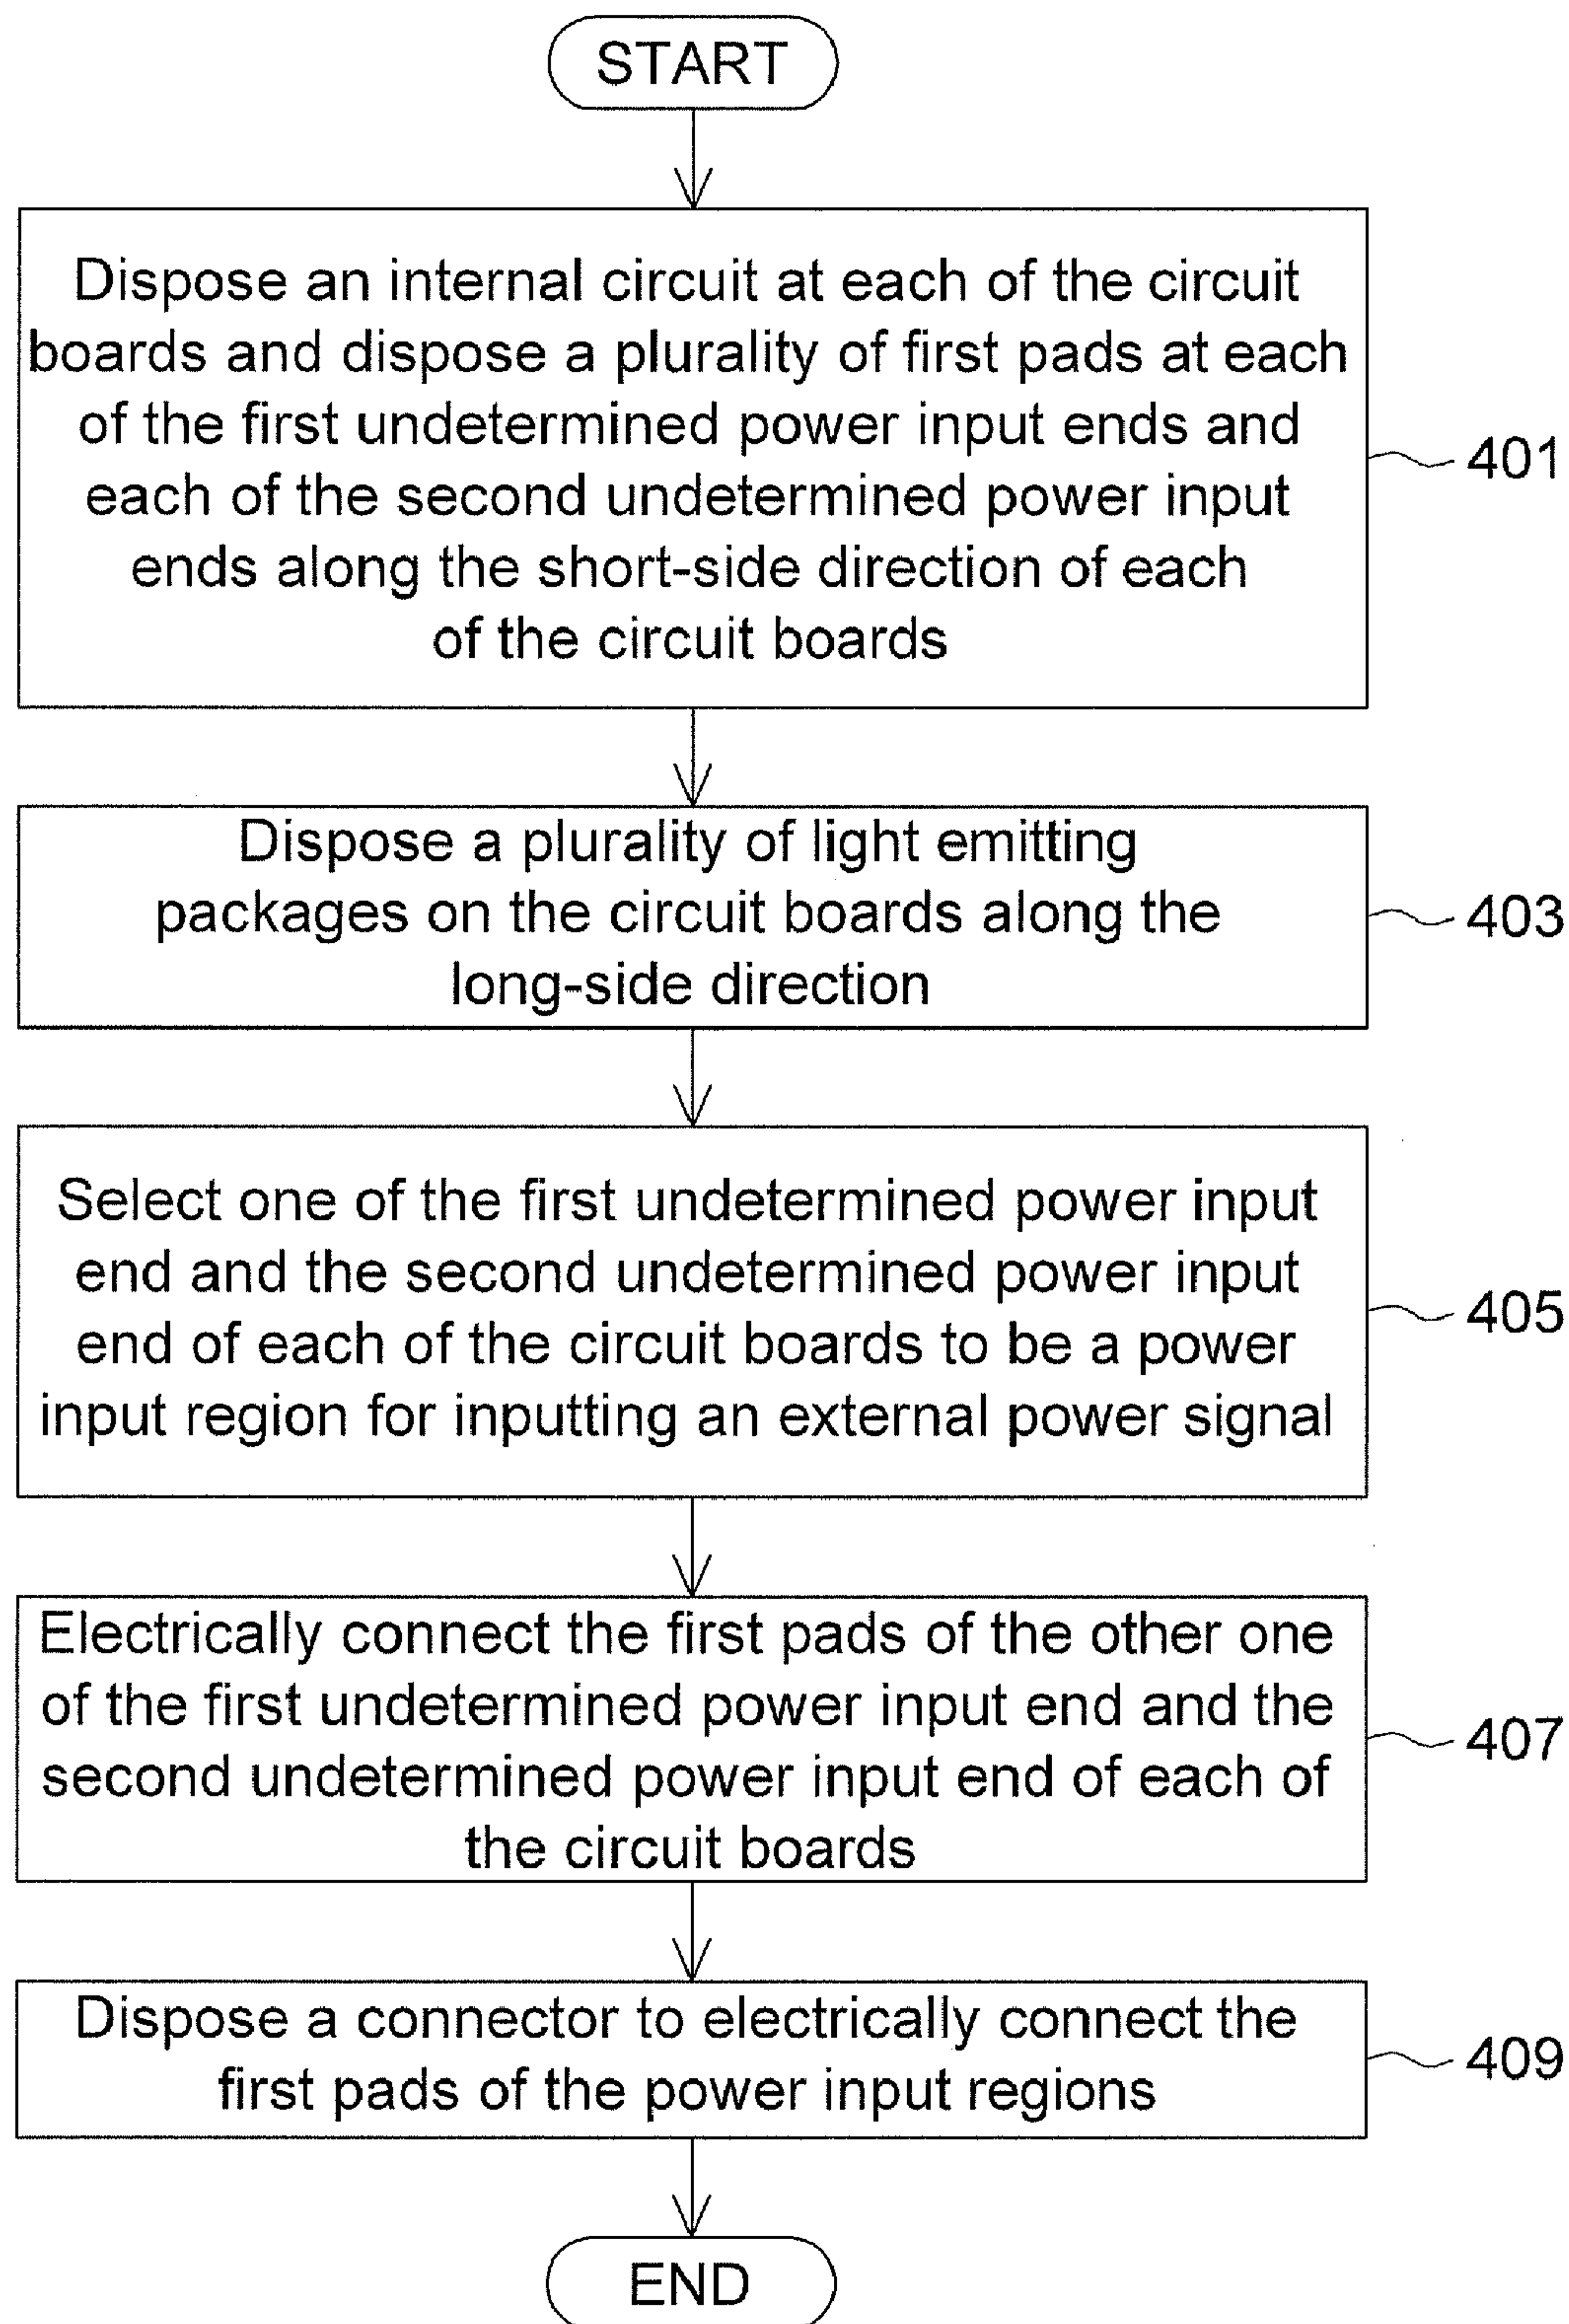 START
Dispose an internal circuit at each of the circuit
boards and dispose a plurality of first pads at each
of the first undetermined power input ends and
each of the second undetermined power input
ends along the short-side direction of each
of the circuit boards
401
Dispose a plurality of light emitting
packages on the circuit boards along the
long-side direction
403
Select one of the first undetermined power input
end and the second undetermined power input
end of each of the circuit boards to be a power
input region for inputting an external power signal
405
Electrically connect the first pads of the other one
of the first undetermined power input end and the
second undetermined power input end of each of
the circuit boards
407
Dispose a connector to electrically connect the
first pads of the power input regions
409
END